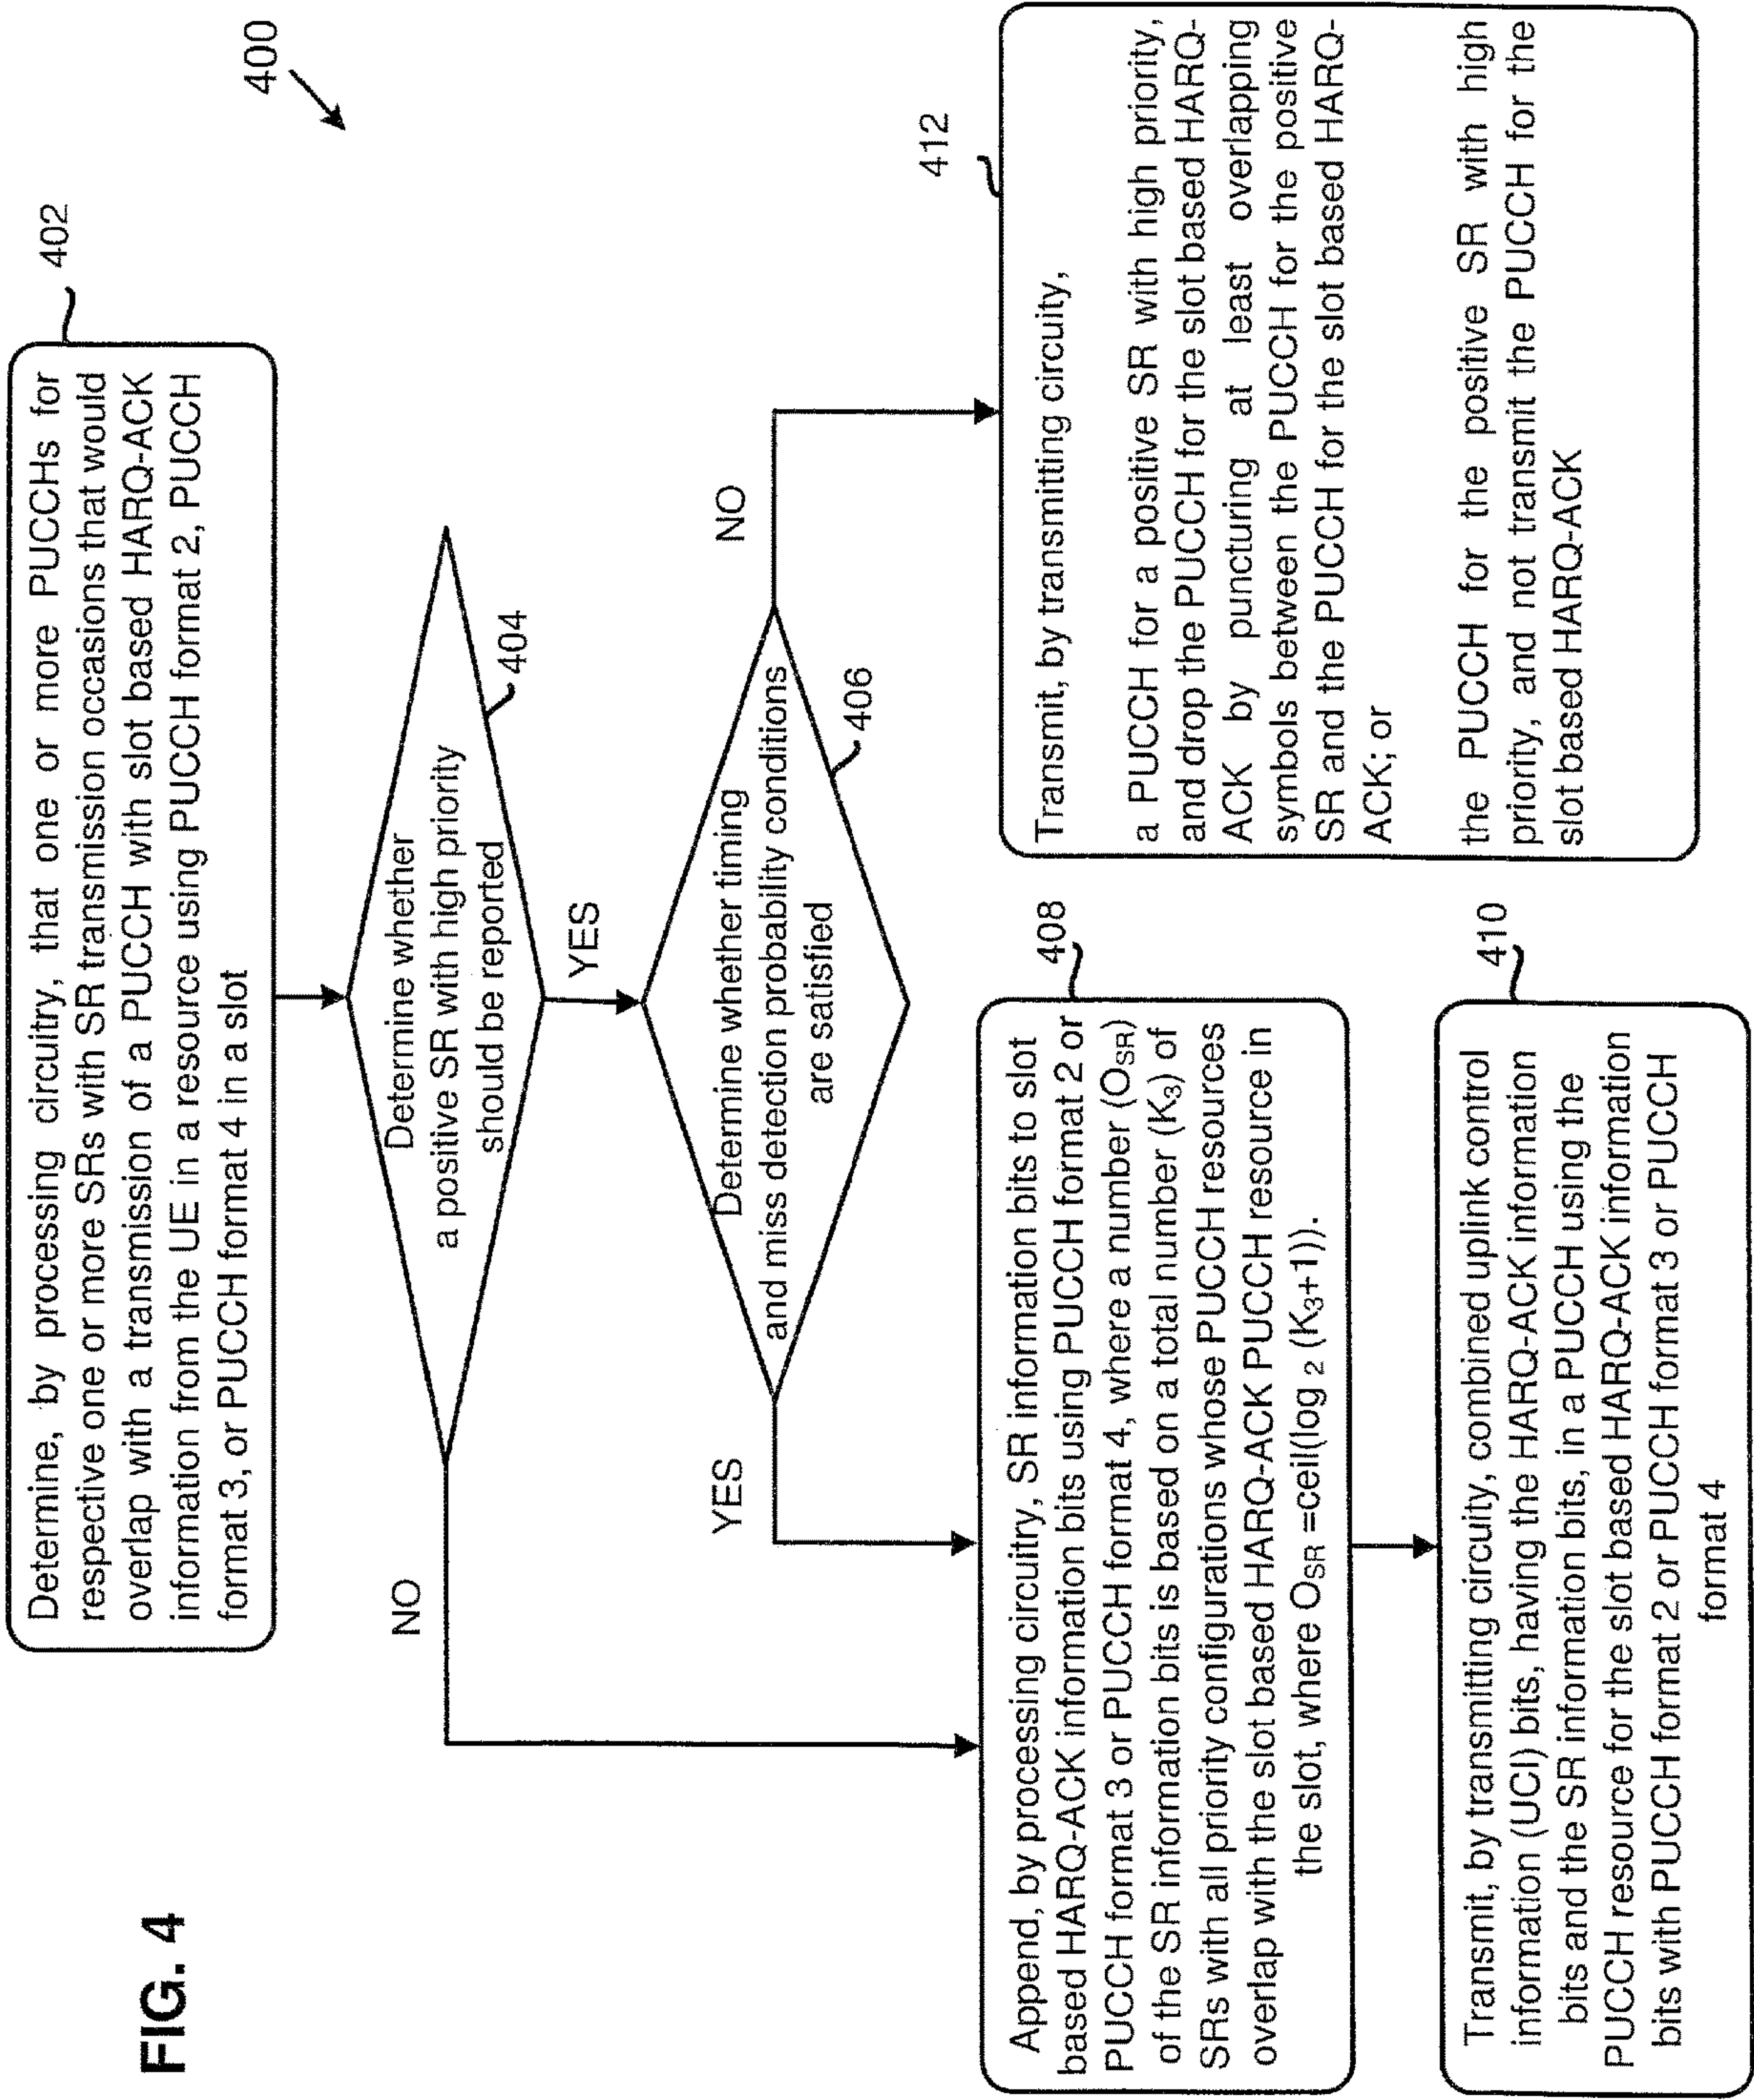 FIG. 4
400
402
Determine, by processing circuitry, that one or more PUCCHs for
respective one or more SRs with SR transmission occasions that would
overlap with a transmission of a PUCCH with slot based HARQ-ACK
information from the UE in a resource using PUCCH format 2, PUCCH
format 3, or PUCCH format 4 in a slot
Determine whether
a positive SR with high priority
should be reported
404
NO
YES
Determine whether timing
and miss detection probability conditions
are satisfied
406
YES
NO
408
Append, by processing circuitry, SR information bits to slot
based HARQ-ACK information bits using PUCCH format 2 or
PUCCH format 3 or PUCCH format 4, where a number (OSR)
of the SR information bits is based on a total number (K3) of
SRs with all priority configurations whose PUCCH resources
overlap with the slot based HARQ-ACK PUCCH resource in
the slot, where OSR =ceil(log 2 (K3+1)).
410
Transmit, by transmitting circuity, combined uplink control
information (UCI) bits, having the HARQ-ACK information
bits and the SR information bits, in a PUCCH using the
PUCCH resource for the slot based HARQ-ACK information
bits with PUCCH format 2 or PUCCH format 3 or PUCCH
format 4
412
Transmit, by transmitting circuity,
a PUCCH for a positive SR with high priority,
and drop the PUCCH for the slot based HARQ-
ACK by puncturing at least overlapping
symbols between the PUCCH for the positive
SR and the PUCCH for the slot based HARQ-
ACK; or
the PUCCH for the positive SR with high
priority, and not transmit the PUCCH for the
slot based HARQ-ACK